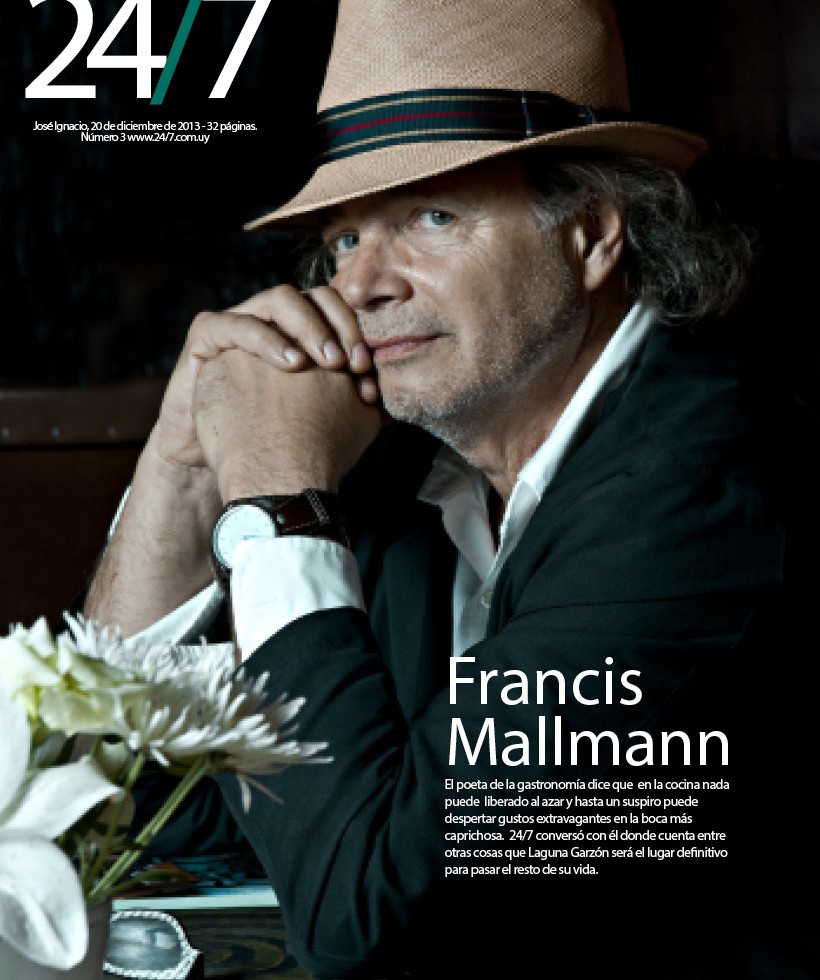 24/7
José Ignacio, 20 de diciembre de 2013 - 32 páginas.
Número 3 www.24/7.com.uy
Francis
Mallmann
El poeta de la gastronomía dice que en la cocina nada
puede liberado al azar y hasta un suspiro puede
despertar gustos extravagantes en la boca más
caprichosa. 24/7 conversó con él donde cuenta entre
otras cosas que Laguna Garzón será el lugar definitivo
para pasar el resto de su vida.